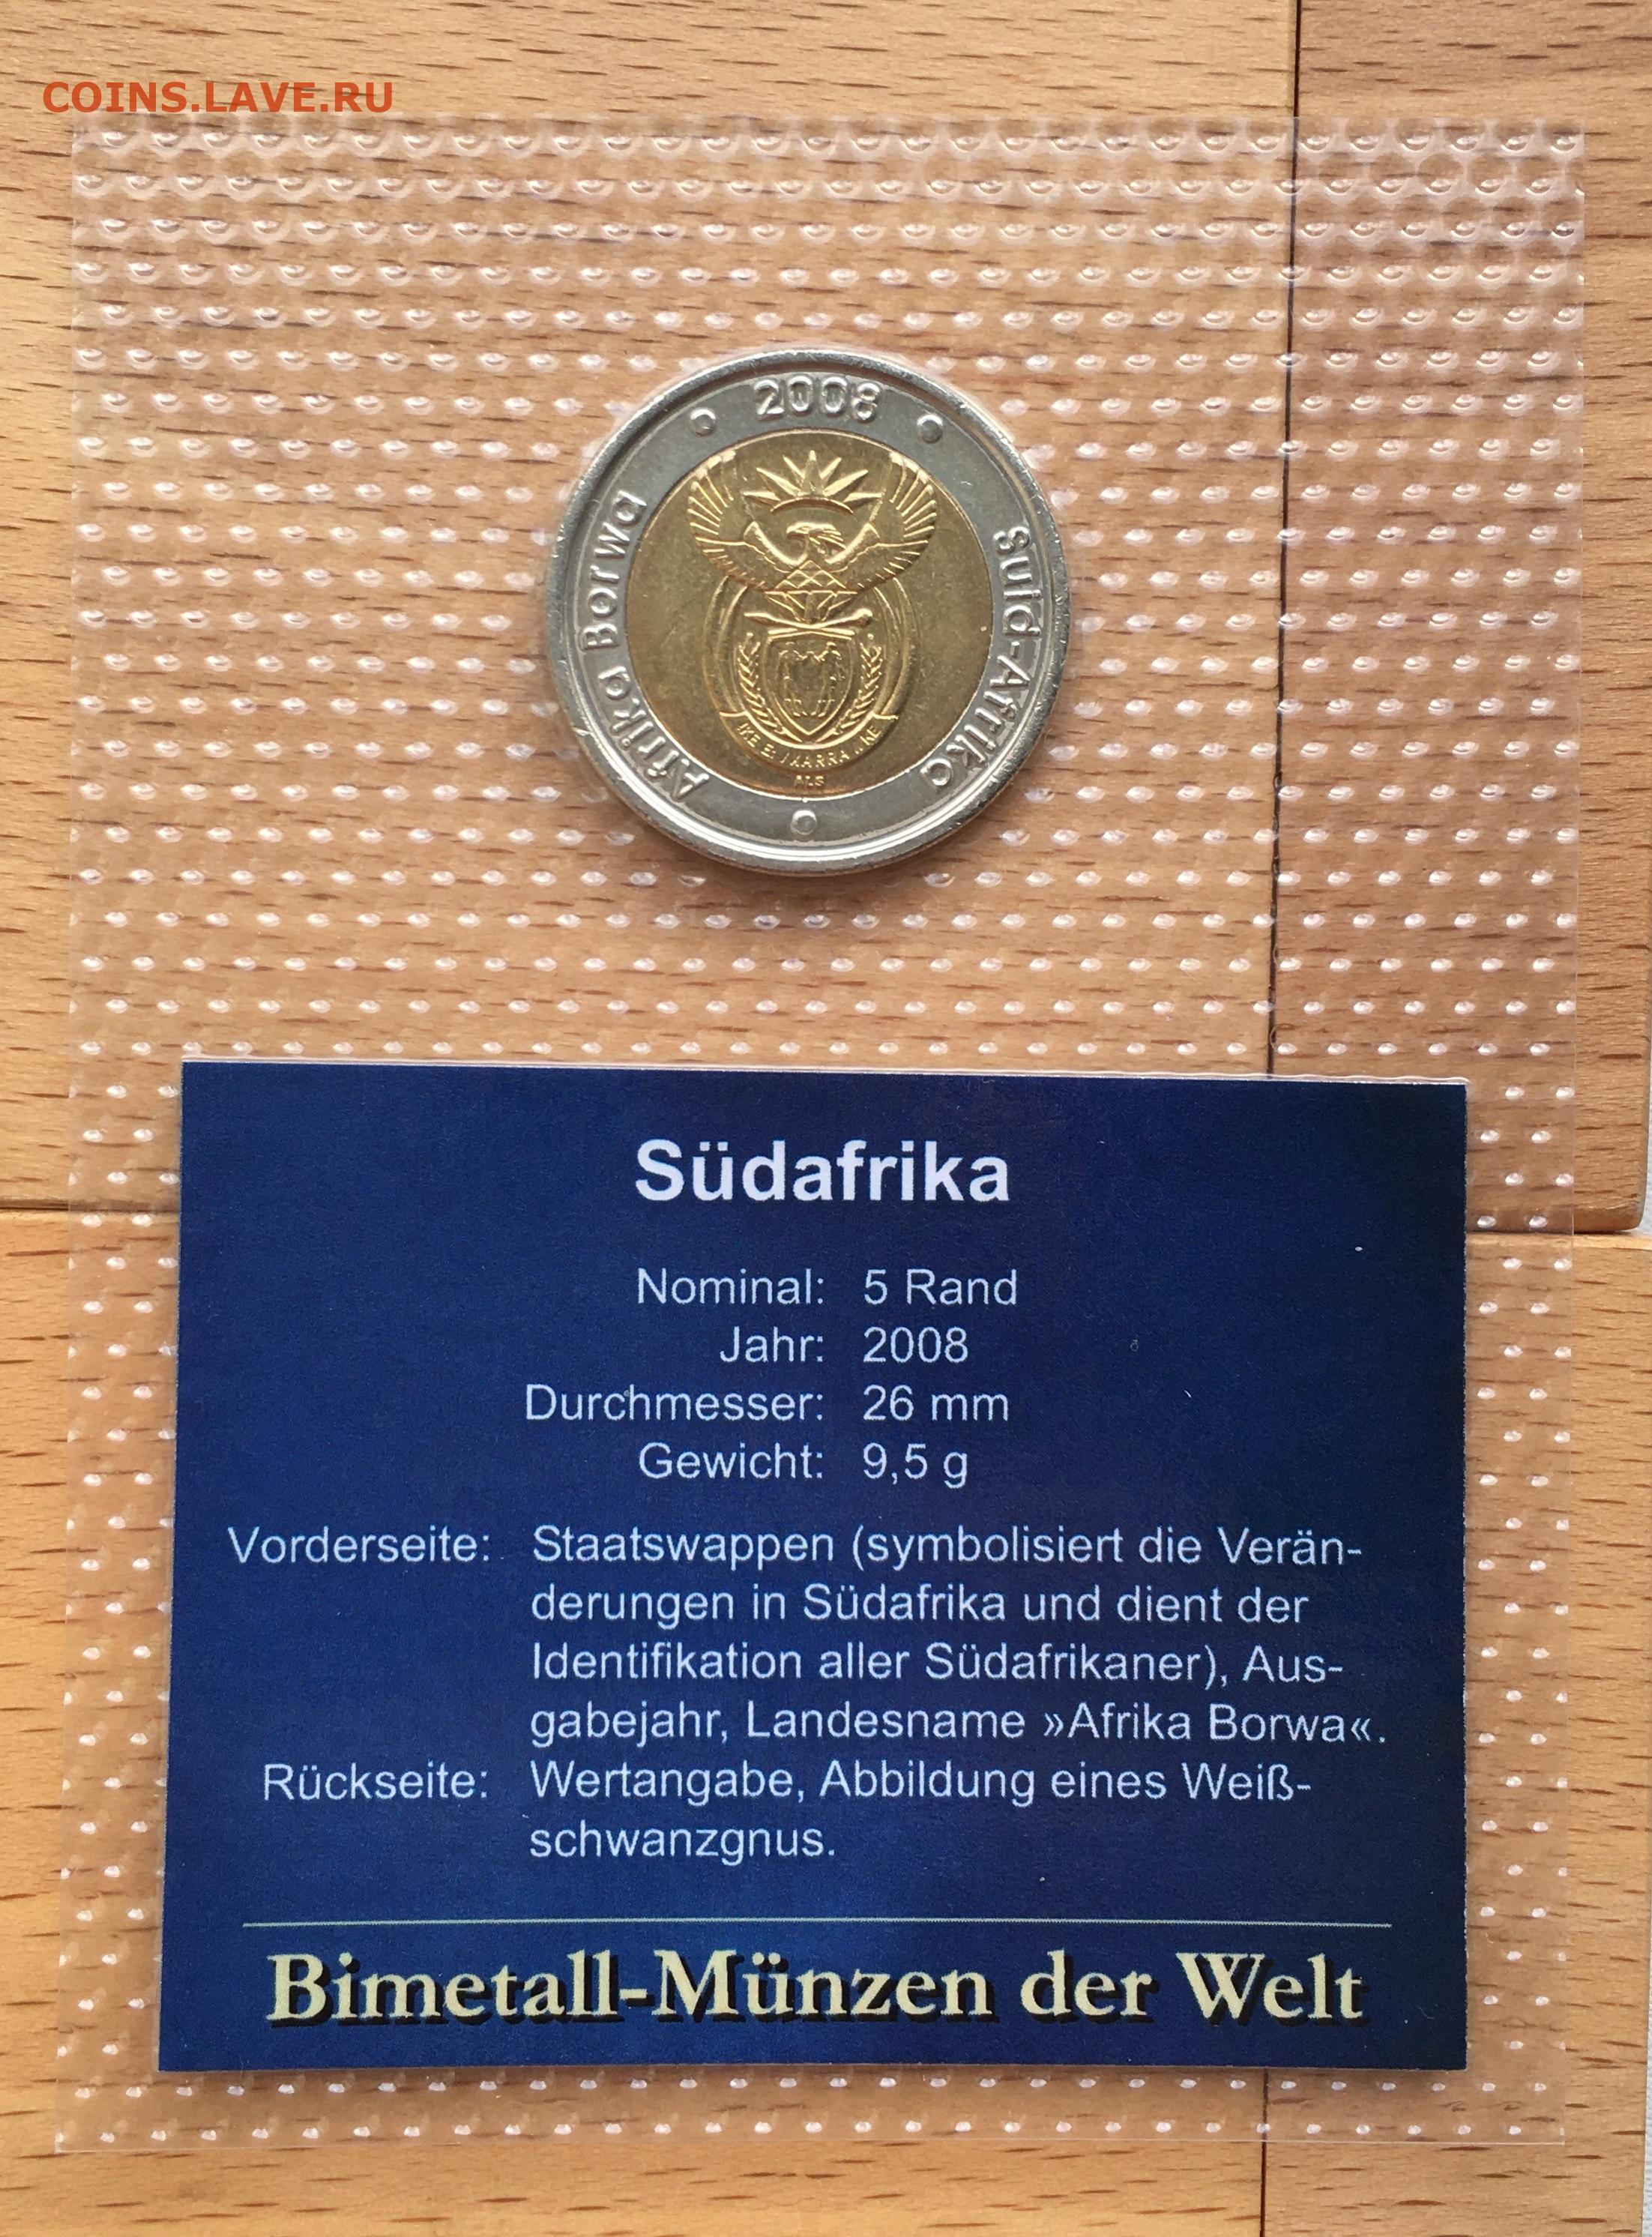 COINS.LAVE.RU
2008
Afrika Borwa
Suid-Afrika
ALS
Südafrika
Nominal: 5 Rand
Jahr: 2008
Durchmesser: 26 mm
Gewicht: 9,5 g
Vorderseite: Staatswappen (symbolisiert die Verän-
derungen in Südafrika und dient der
Identifikation aller Südafrikaner), Aus-
gabejahr, Landesname »Afrika Borwa«.
Rückseite: Wertangabe, Abbildung eines Weiß-
schwanzgnus.
Bimetall-Münzen der Welt